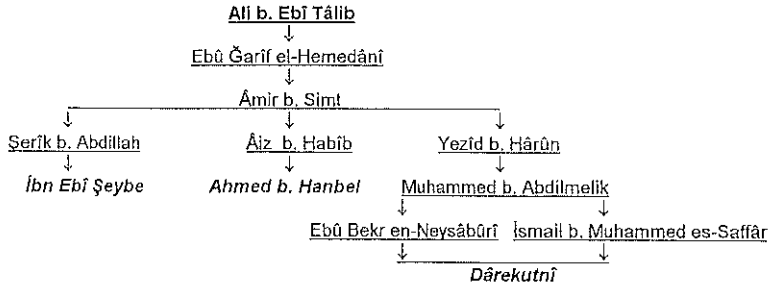 Ali b. Ebî Tâlib
Ebû Ğarîf el-Hemedânî
Âmir b. Simt
Şerîk b. Abdillah Âiz b. Habîb Yezîd b. Hârûn
İbn Ebî Şeybe Ahmed b. Hanbel Muhammed b. Abdilmelik
Ebû Bekr en-Neysâbûrî İsmail b. Muhammed es-Saffâr
Dârekutnî